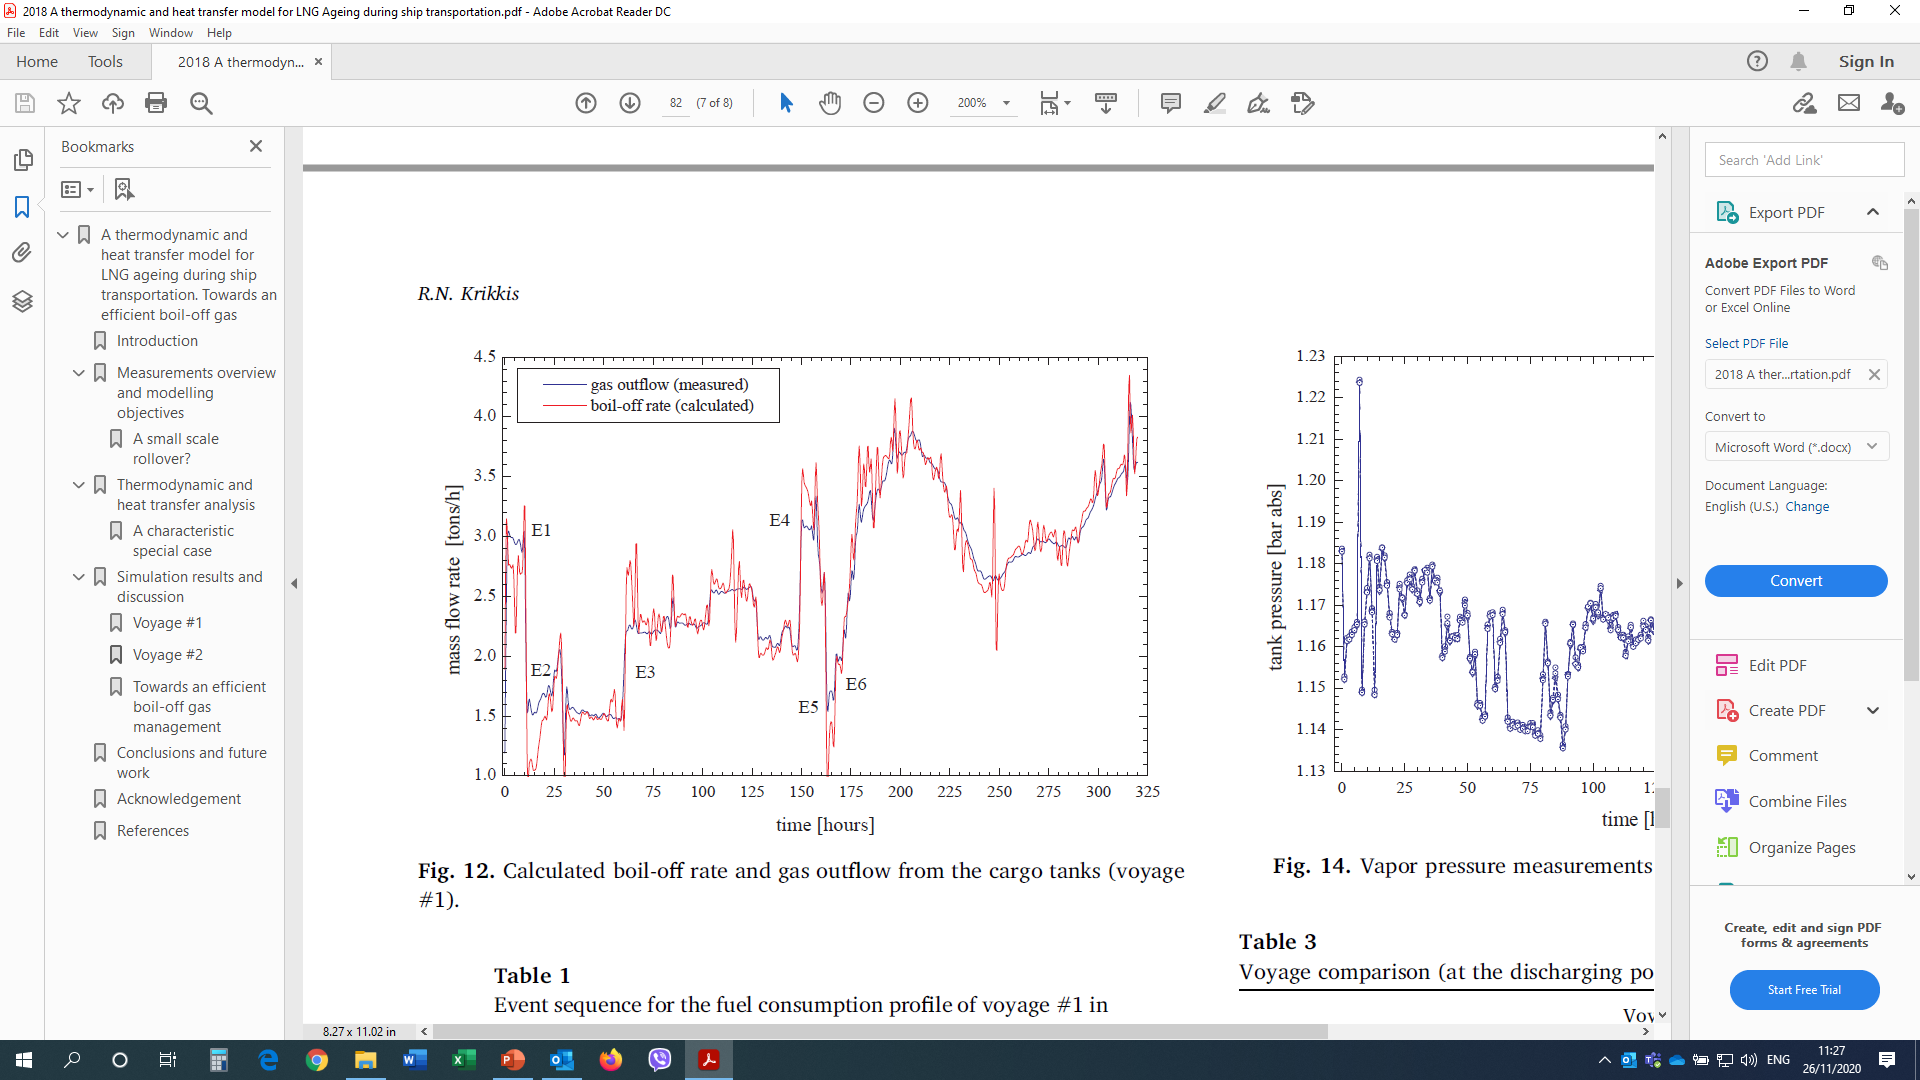 2018 A thermodynamic and heat transfer model for LNG Ageing during ship transportation.pdf - Adobe Acrobat Reader DC
File Edit View Sign Window Help
Home Tools 2018 A thermodyn... Sign In
82 (7 of 8) 200%
Bookmarks
A thermodynamic and
heat transfer model for
LNG ageing during ship
transportation. Towards an
efficient boil-off gas
Introduction
Measurements overview
and modelling
objectives
A small scale
rollover?
Thermodynamic and
heat transfer analysis
A characteristic
special case
Simulation results and
discussion
Voyage #1
Voyage #2
Towards an efficient
boil-off gas
management
Conclusions and future
work
Acknowledgement
References
R.N. Krikkis
4.5
4.0
3.5
3.0
2.5
2.0
1.5
1.0
mass flow rate [tons/h]
gas outflow (measured)
boil-off rate (calculated)
E1
E2
E3
E4
E5
E6
0 25 50 75 100 125 150 175 200 225 250 275 300 325
time [hours]
Fig. 12. Calculated boil-off rate and gas outflow from the cargo tanks (voyage
#1).
Table 1
Event sequence for the fuel consumption profile of voyage #1 in
1.23
1.22
1.21
1.20
1.19
1.18
1.17
1.16
1.15
1.14
1.13
tank pressure [bar abs]
0 25 50 75 100
time [
Fig. 14. Vapor pressure measurements
Table 3
Voyage comparison (at the discharging po
Voy
8.27 x 11.02 in
Search 'Add Link'
Export PDF
Adobe Export PDF
Convert PDF Files to Word
or Excel Online
Select PDF File
2018 A ther...rtation.pdf
Convert to
Microsoft Word (*.docx)
Document Language:
English (U.S.) Change
Convert
Edit PDF
Create PDF
Comment
Combine Files
Organize Pages
Create, edit and sign PDF
forms & agreements
Start Free Trial
ENG
11:27
26/11/2020